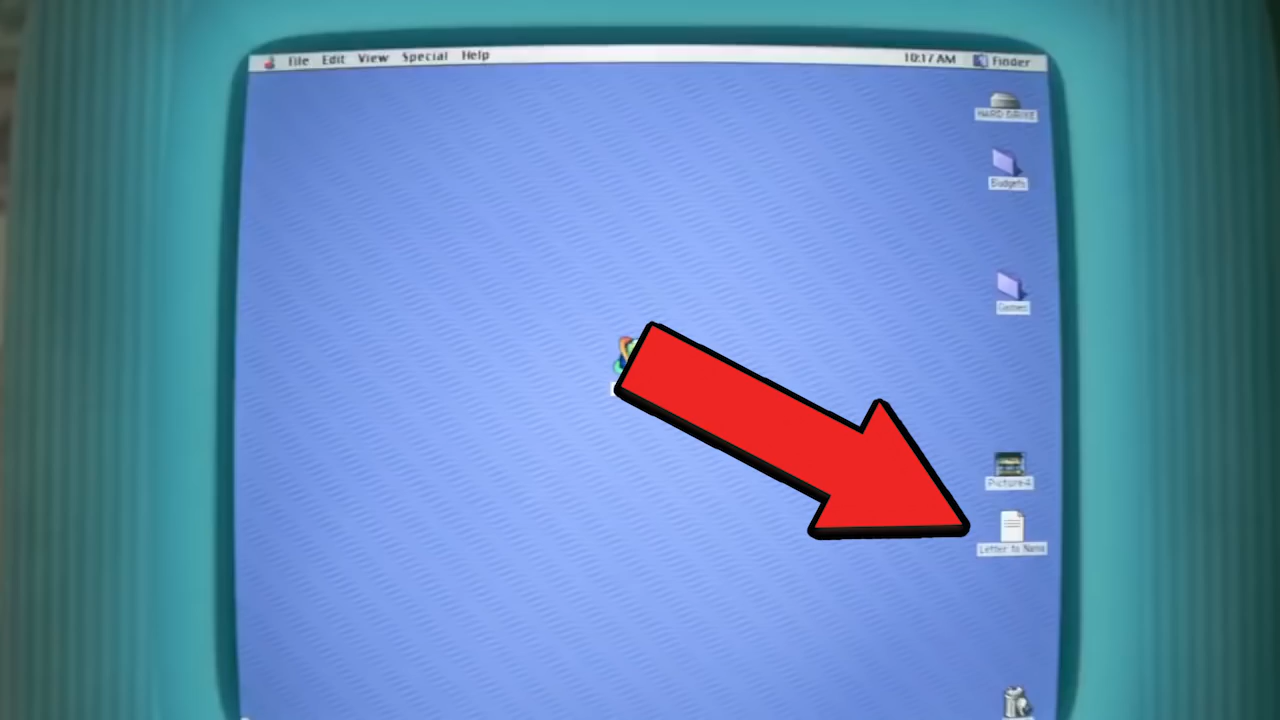 File Edit View Special Help
10:17 AM Finder
HARD DRIVE
Budgets
Games
Picture4
Letter to Nana